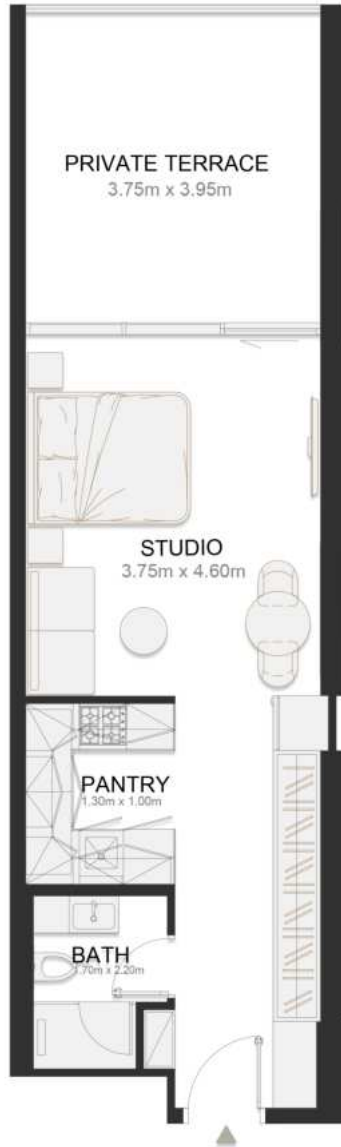 PRIVATE TERRACE
3.75m x 3.95m
STUDIO
3.75m x 4.60m
PANTRY
1.30m x 1.00m
BATH
1.70m x 2.20m